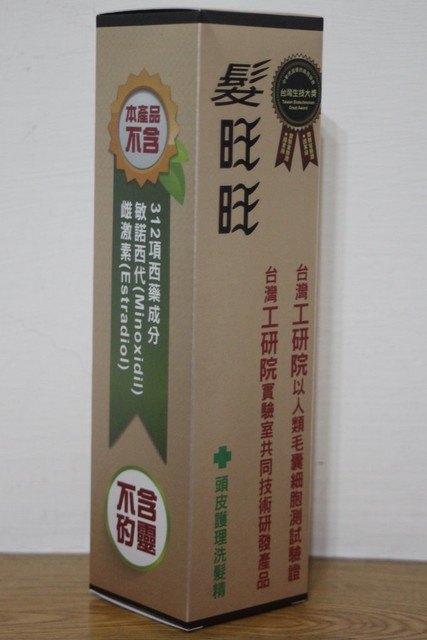 本產品
不含
312項西藥成分
敏諾西代(Minoxidil)
雌激素(Estradiol)
不含
矽靈
髮旺旺
台灣生技大獎
台灣工研院以人類毛囊細胞測試驗證
台灣工研院實驗室共同技術研發產品
頭皮護理洗髮精